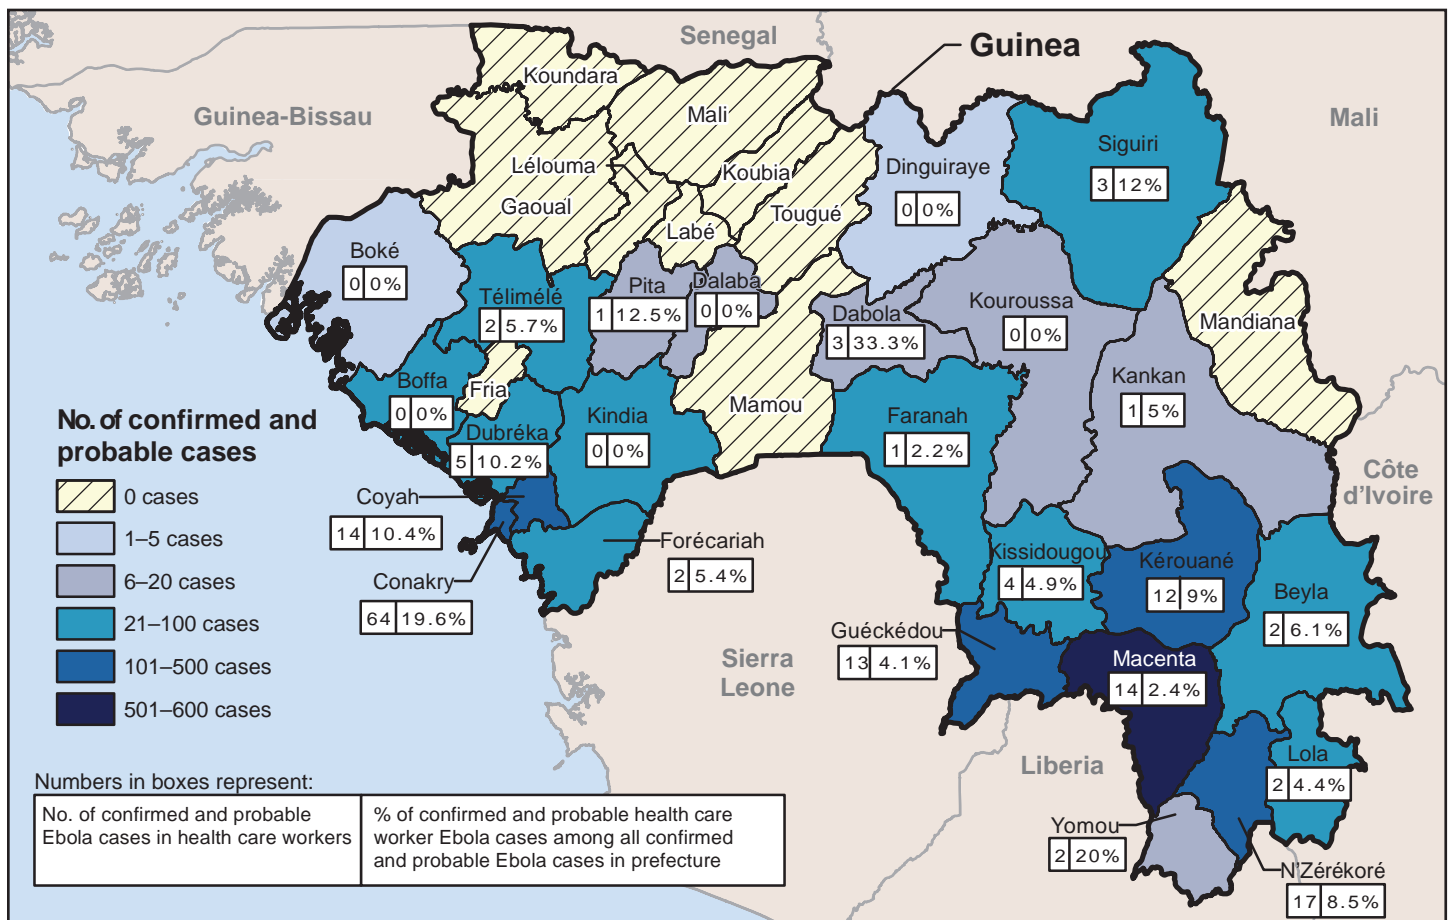 Senegal
Guinea
Koundara
Guinea-Bissau
Mali
Mali
Siguiri
3 12%
Lélouma
Koubia
Dinguiraye
0 0%
Gaoual
Tougué
Labé
Boké
0 0%
Télimélé
2 5.7%
Pita
1 12.5%
Dalaba
0 0%
Dabola
3 33.3%
Kouroussa
0 0%
Mandiana
Boffa
0 0%
Fria
Kankan
1 5%
Mamou
Kindia
0 0%
Faranah
1 2.2%
Dubréka
5 10.2%
Côte
d'Ivoire
Coyah
14 10.4%
Forécariah
2 5.4%
Conakry
64 19.6%
Kissidougou
4 4.9%
Kérouané
12 9%
Beyla
2 6.1%
Guéckédou
13 4.1%
Sierra
Leone
Macenta
14 2.4%
Liberia
Lola
2 4.4%
Yomou
2 20%
N'Zérékoré
17 8.5%
No. of confirmed and
probable cases
0 cases
1–5 cases
6–20 cases
21–100 cases
101–500 cases
501–600 cases
Numbers in boxes represent:
No. of confirmed and probable
Ebola cases in health care workers
% of confirmed and probable health care
worker Ebola cases among all confirmed
and probable Ebola cases in prefecture